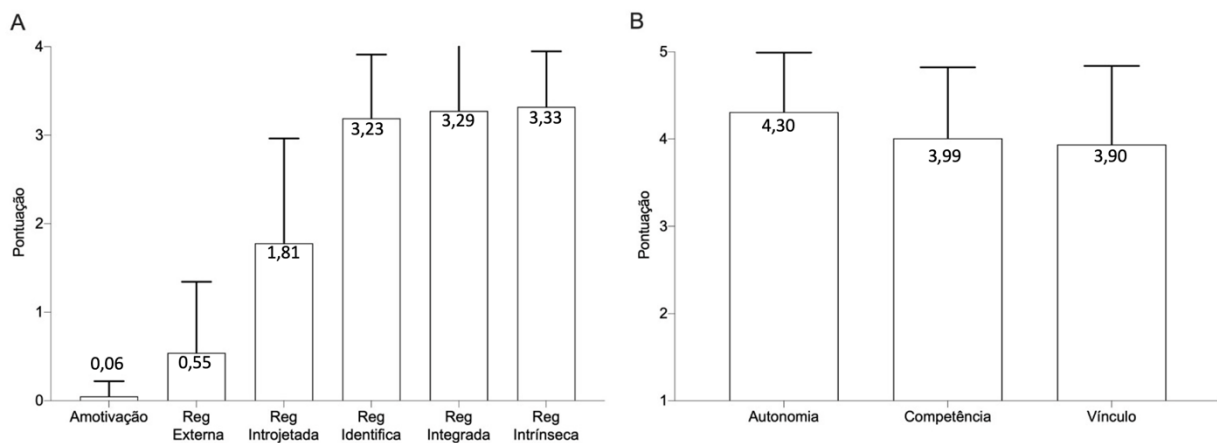 A
Pontuação
4
3
2
1
0
0,06
0,55
1,81
3,23
3,29
3,33
Amotivação
Reg
Externa
Reg
Introjetada
Reg
Identifica
Reg
Integrada
Reg
Intrínseca
B
Pontuação
5
4
3
2
1
4,30
3,99
3,90
Autonomia
Competência
Vínculo